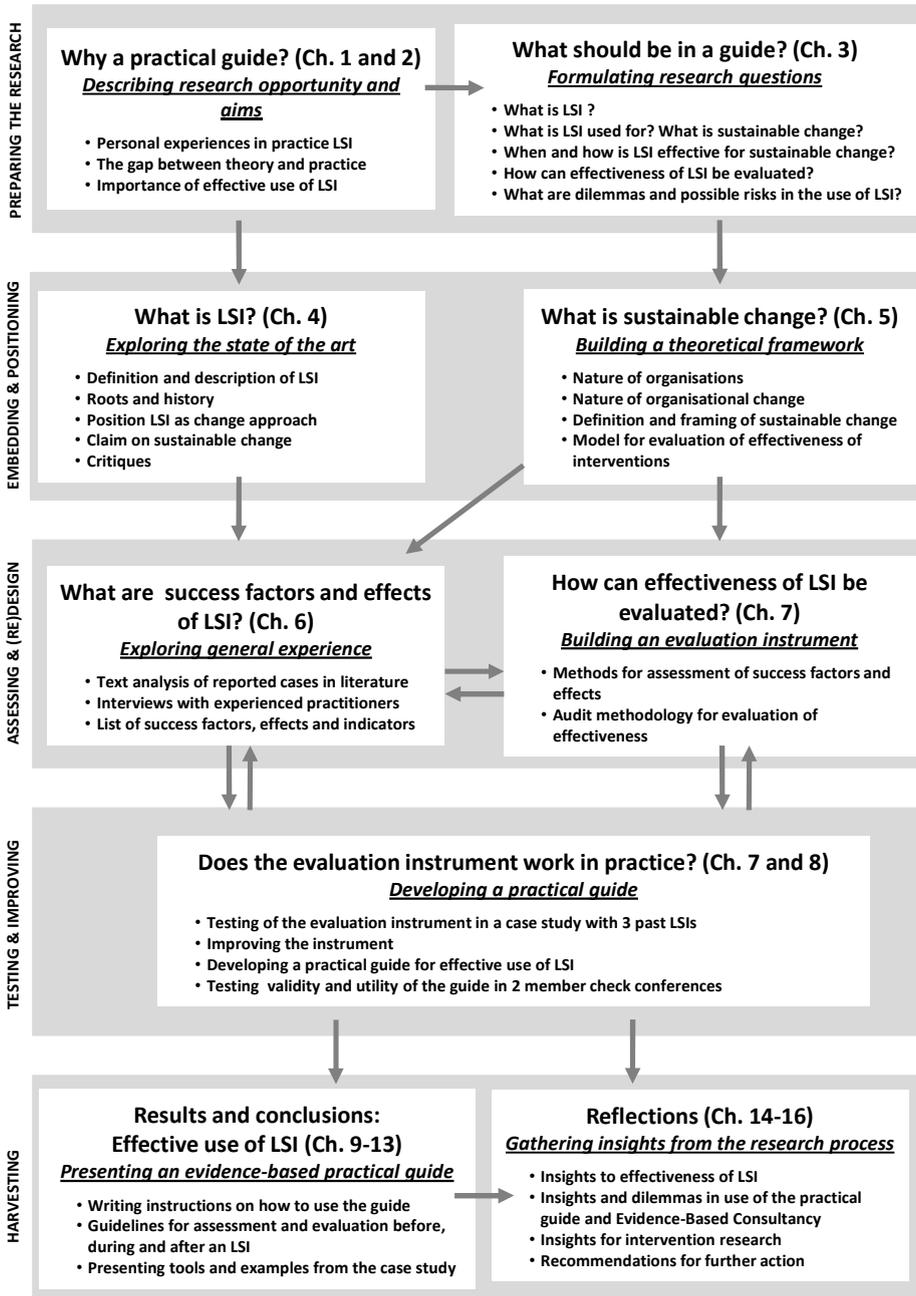 PREPARING THE RESEARCH
Why a practical guide? (Ch. 1 and 2)
Describing research opportunity and
aims
• Personal experiences in practice LSI
• The gap between theory and practice
• Importance of effective use of LSI
What should be in a guide? (Ch. 3)
Formulating research questions
• What is LSI ?
• What is LSI used for? What is sustainable change?
• When and how is LSI effective for sustainable change?
• How can effectiveness of LSI be evaluated?
• What are dilemmas and possible risks in the use of LSI?
EMBEDDING & POSITIONING
What is LSI? (Ch. 4)
Exploring the state of the art
• Definition and description of LSI
• Roots and history
• Position LSI as change approach
• Claim on sustainable change
• Critiques
What is sustainable change? (Ch. 5)
Building a theoretical framework
• Nature of organisations
• Nature of organisational change
• Definition and framing of sustainable change
• Model for evaluation of effectiveness of
interventions
ASSESSING & (RE)DESIGN
What are success factors and effects
of LSI? (Ch. 6)
Exploring general experience
• Text analysis of reported cases in literature
• Interviews with experienced practitioners
• List of success factors, effects and indicators
How can effectiveness of LSI be
evaluated? (Ch. 7)
Building an evaluation instrument
• Methods for assessment of success factors and
effects
• Audit methodology for evaluation of
effectiveness
TESTING & IMPROVING
Does the evaluation instrument work in practice? (Ch. 7 and 8)
Developing a practical guide
• Testing of the evaluation instrument in a case study with 3 past LSIs
• Improving the instrument
• Developing a practical guide for effective use of LSI
• Testing validity and utility of the guide in 2 member check conferences
HARVESTING
Results and conclusions:
Effective use of LSI (Ch. 9-13)
Presenting an evidence-based practical guide
• Writing instructions on how to use the guide
• Guidelines for assessment and evaluation before,
during and after an LSI
• Presenting tools and examples from the case study
Reflections (Ch. 14-16)
Gathering insights from the research process
• Insights to effectiveness of LSI
• Insights and dilemmas in use of the practical
guide and Evidence-Based Consultancy
• Insights for intervention research
• Recommendations for further action